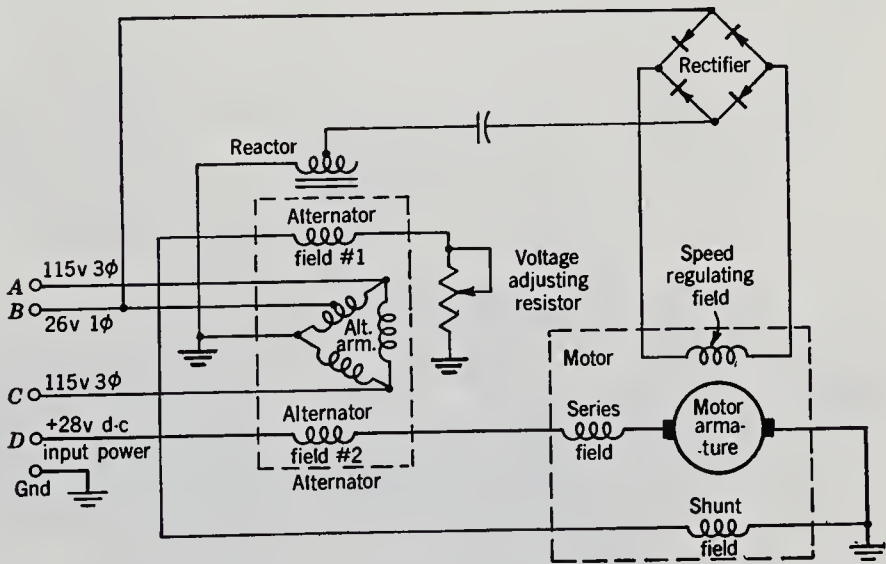 Rectifier
Reactor
Alternator
field #1
Voltage
adjusting
resistor
Speed
regulating
field
A 115v 3ϕ
B 26v 1ϕ
Alt.
arm.
Motor
C 115v 3ϕ
D +28v d-c
input power
Gnd
Alternator
field #2
Alternator
Series
field
Motor
arma-
ture
Shunt
field